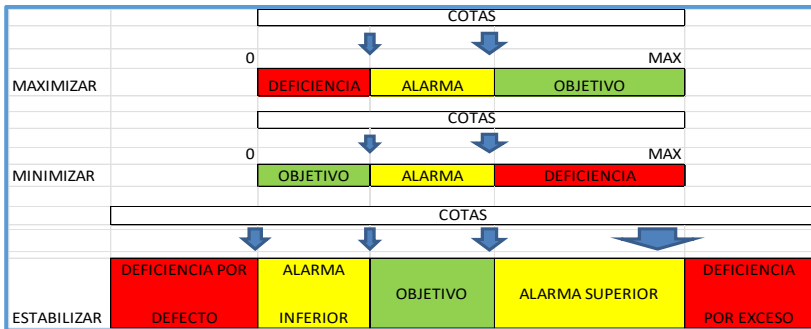 COTAS
0 MAX
MAXIMIZAR DEFICIENCIA ALARMA OBJETIVO
COTAS
0 MAX
MINIMIZAR OBJETIVO ALARMA DEFICIENCIA
COTAS
DEFICIENCIA POR ALARMA DEFICIENCIA
OBJETIVO ALARMA SUPERIOR
ESTABILIZAR DEFECTO INFERIOR POR EXCESO